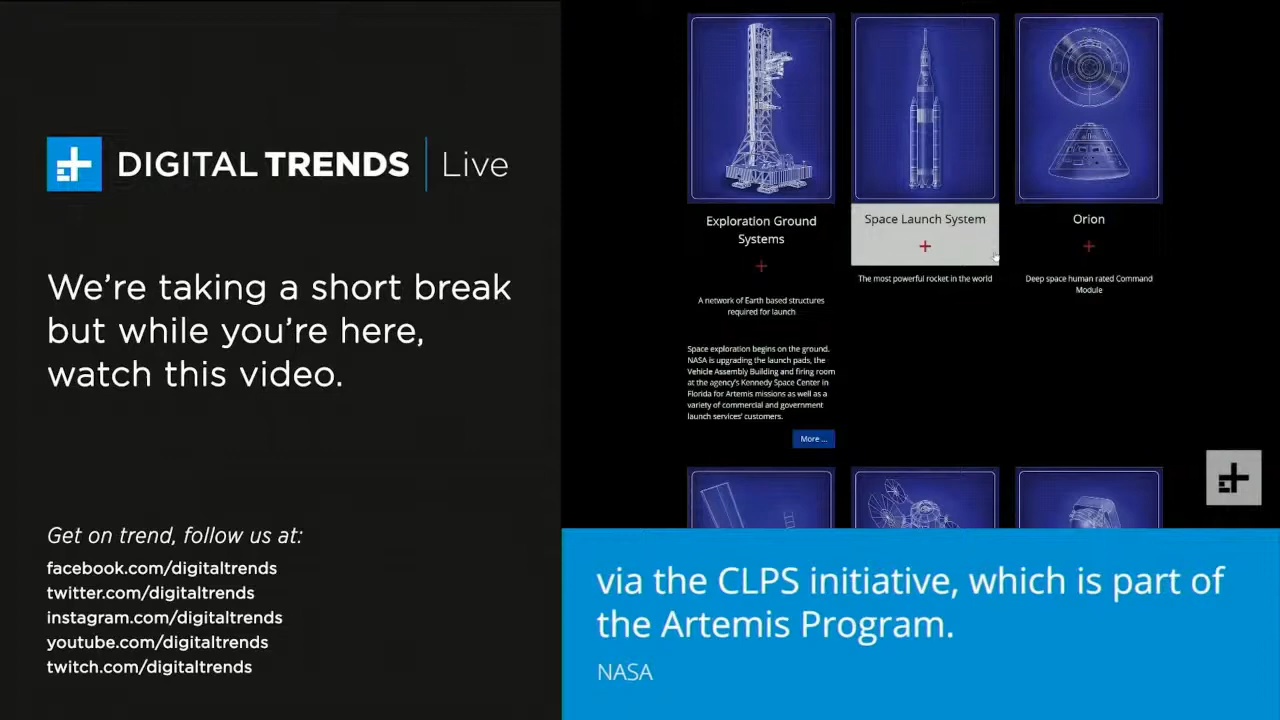 DIGITAL TRENDS Live
We're taking a short break
but while you're here,
watch this video.
Get on trend, follow us at:
facebook.com/digitaltrends
twitter.com/digitaltrends
instagram.com/digitaltrends
youtube.com/digitaltrends
twitch.com/digitaltrends
Exploration Ground
Systems
A network of Earth based structures
required for launch
Space exploration begins on the ground.
NASA is upgrading the launch pads, the
Vehicle Assembly Building and firing room
at the agency's Kennedy Space Center in
Florida for Artemis missions as well as a
variety of commercial and government
launch services' customers.
More ...
Space Launch System
The most powerful rocket in the world
Orion
Deep space human rated Command
Module
via the CLPS initiative, which is part of
the Artemis Program.
NASA